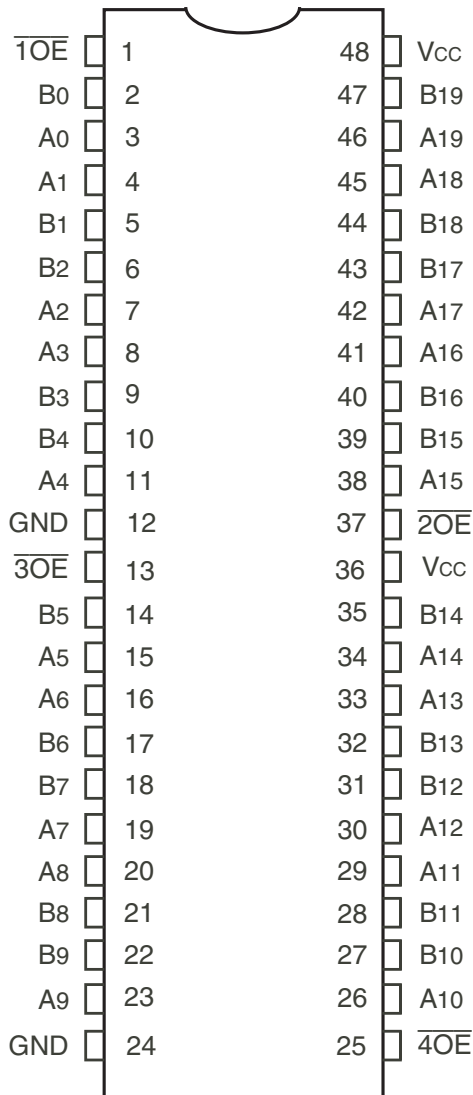 1OE 1 48 Vcc
B0 2 47 B19
A0 3 46 A19
A1 4 45 A18
B1 5 44 B18
B2 6 43 B17
A2 7 42 A17
A3 8 41 A16
B3 9 40 B16
B4 10 39 B15
A4 11 38 A15
GND 12 37 2OE
3OE 13 36 Vcc
B5 14 35 B14
A5 15 34 A14
A6 16 33 A13
B6 17 32 B13
B7 18 31 B12
A7 19 30 A12
A8 20 29 A11
B8 21 28 B11
B9 22 27 B10
A9 23 26 A10
GND 24 25 4OE